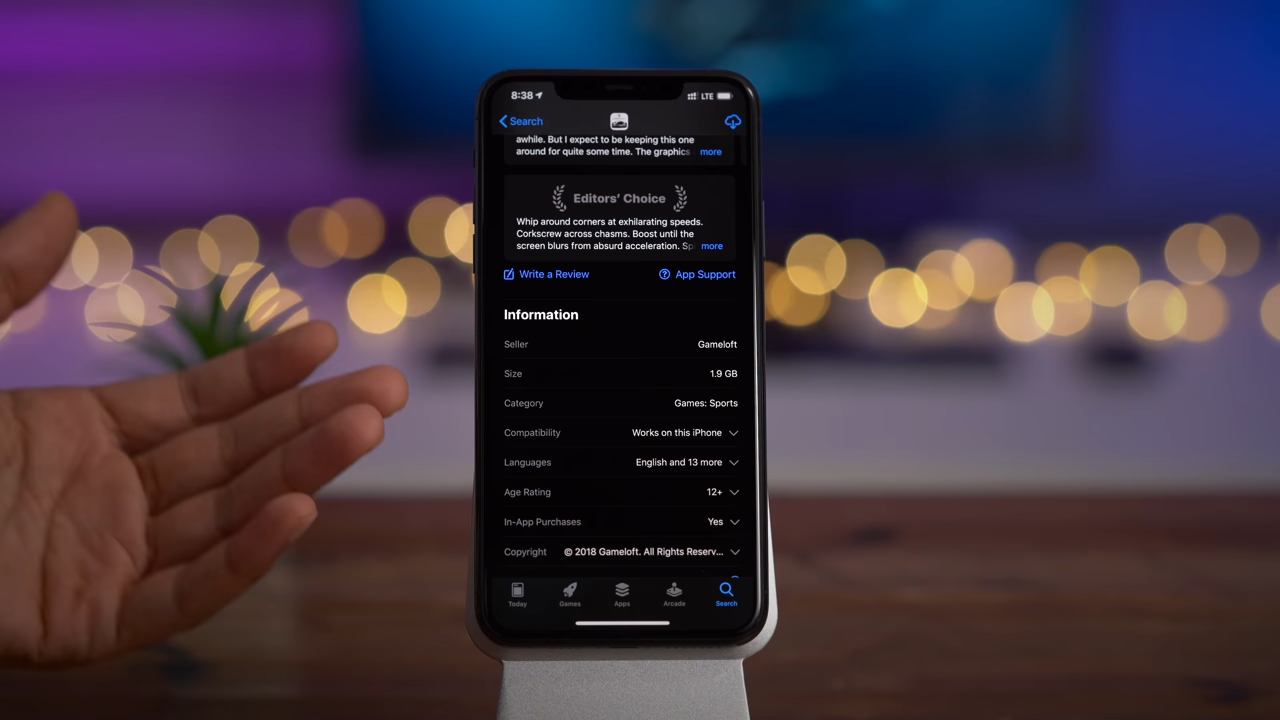 8:38
LTE
Search
awhile. But I expect to be keeping this one
around for quite some time. The graphics more
Editors' Choice
Whip around corners at exhilarating speeds.
Corkscrew across chasms. Boost until the
screen blurs from absurd acceleration. Sp more
Write a Review App Support
Information
Seller Gameloft
Size 1.9 GB
Category Games: Sports
Compatibility Works on this iPhone
Languages English and 13 more
Age Rating 12+
In-App Purchases Yes
Copyright © 2018 Gameloft. All Rights Reserv...
Today Games Apps Arcade Search